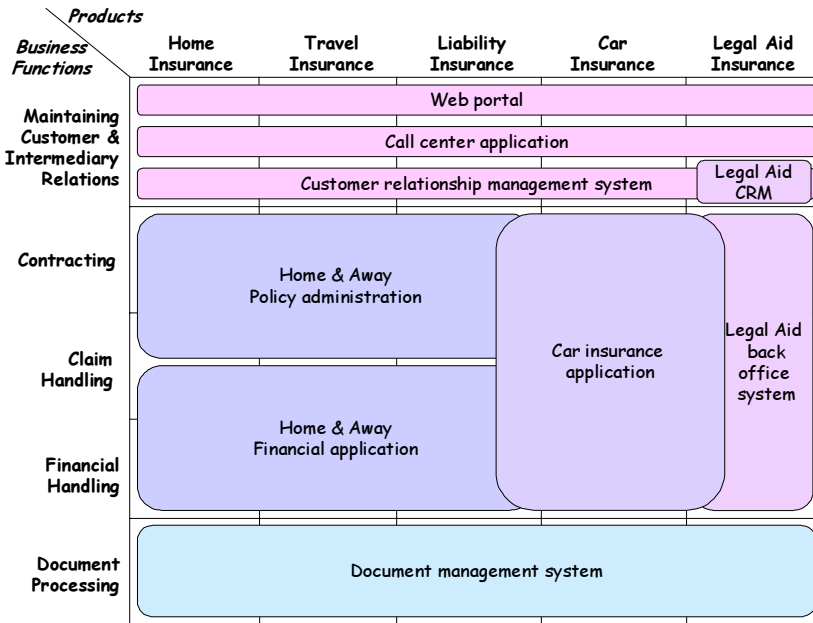 Products
Business
Functions
Home
Insurance
Travel
Insurance
Liability
Insurance
Car
Insurance
Legal Aid
Insurance
Maintaining
Customer &
Intermediary
Relations
Web portal
Call center application
Customer relationship management system
Legal Aid
CRM
Contracting
Home & Away
Policy administration
Car insurance
application
Legal Aid
back
office
system
Claim
Handling
Home & Away
Financial application
Financial
Handling
Document
Processing
Document management system